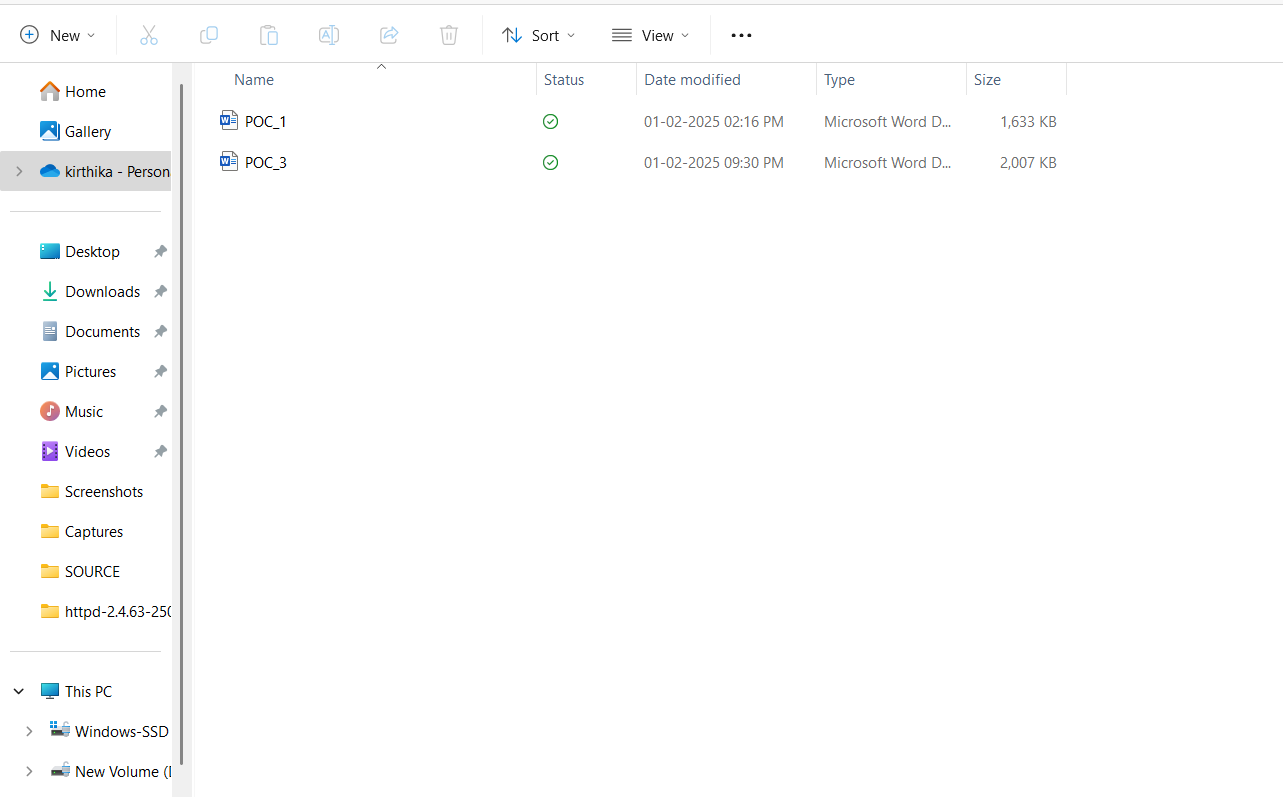 New Sort View
Name Status Date modified Type Size
POC_1 01-02-2025 02:16 PM Microsoft Word D... 1,633 KB
POC_3 01-02-2025 09:30 PM Microsoft Word D... 2,007 KB
Home
Gallery
kirthika - Person
Desktop
Downloads
Documents
Pictures
Music
Videos
Screenshots
Captures
SOURCE
httpd-2.4.63-250
This PC
Windows-SSD
New Volume (